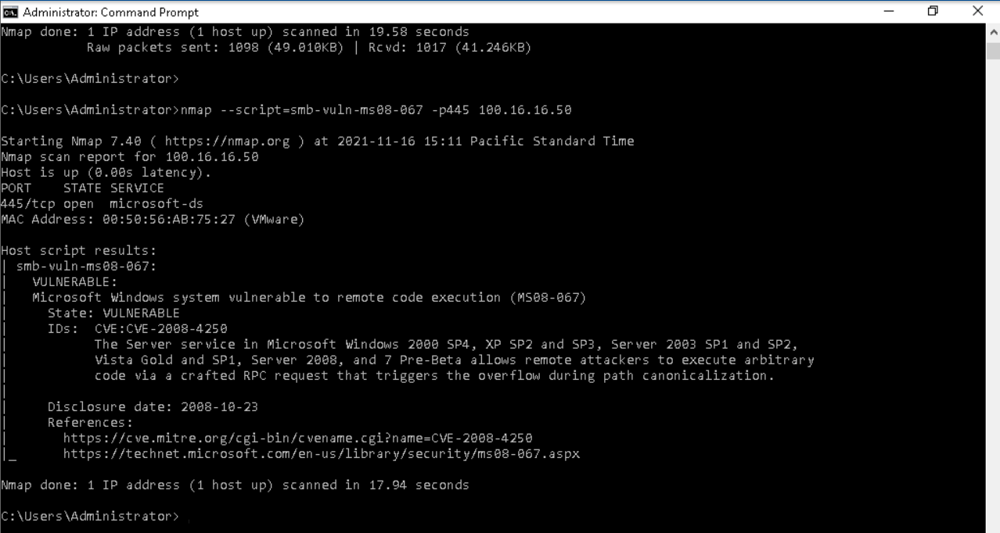 Administrator: Command Prompt
Nmap done: 1 IP address (1 host up) scanned in 19.58 seconds
           Raw packets sent: 1098 (49.010KB) | Rcvd: 1017 (41.246KB)
C:\Users\Administrator>
C:\Users\Administrator>nmap --script=smb-vuln-ms08-067 -p445 100.16.16.50
Starting Nmap 7.40 ( https://nmap.org ) at 2021-11-16 15:11 Pacific Standard Time
Nmap scan report for 100.16.16.50
Host is up (0.00s latency).
PORT    STATE SERVICE
445/tcp open  microsoft-ds
MAC Address: 00:50:56:AB:75:27 (VMware)
Host script results:
| smb-vuln-ms08-067:
|   VULNERABLE:
|   Microsoft Windows system vulnerable to remote code execution (MS08-067)
|     State: VULNERABLE
|     IDs:  CVE:CVE-2008-4250
|           The Server service in Microsoft Windows 2000 SP4, XP SP2 and SP3, Server 2003 SP1 and SP2,
|           Vista Gold and SP1, Server 2008, and 7 Pre-Beta allows remote attackers to execute arbitrary
|           code via a crafted RPC request that triggers the overflow during path canonicalization.
|
|     Disclosure date: 2008-10-23
|     References:
|       https://cve.mitre.org/cgi-bin/cvename.cgi?name=CVE-2008-4250
|_      https://technet.microsoft.com/en-us/library/security/ms08-067.aspx
Nmap done: 1 IP address (1 host up) scanned in 17.94 seconds
C:\Users\Administrator>